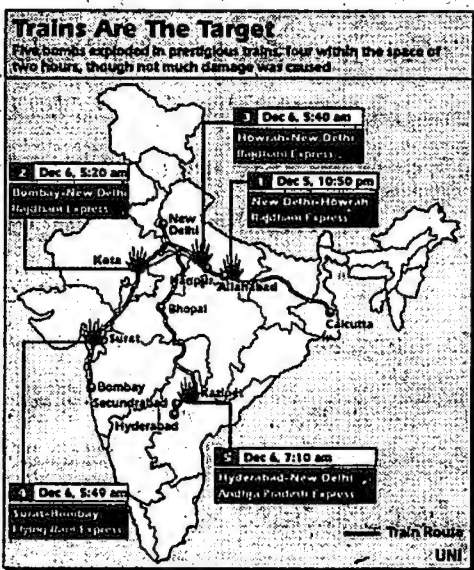 Trains Are The Target
Five bombs exploded in prestigious trains, four within the space of
two hours, though not much damage was caused
3 Dec 6, 5:40 am
Howrah-New Delhi
Rajdhani Express
2 Dec 6, 5:20 am
Bombay-New Delhi
Rajdhani Express
1 Dec 5, 10:50 pm
New Delhi-Howrah
Rajdhani Express
New
Delhi
Kota
Kanpur
Allahabad
Bhopal
Calcutta
Surat
Bombay
Kazipet
Secundrabad
Hyderabad
5 Dec 6, 7:10 am
Hyderabad-New Delhi
Andhra Pradesh Express
4 Dec 6, 5:49 am
Surat-Bombay
Flying Rani Express
Train Route
UNI